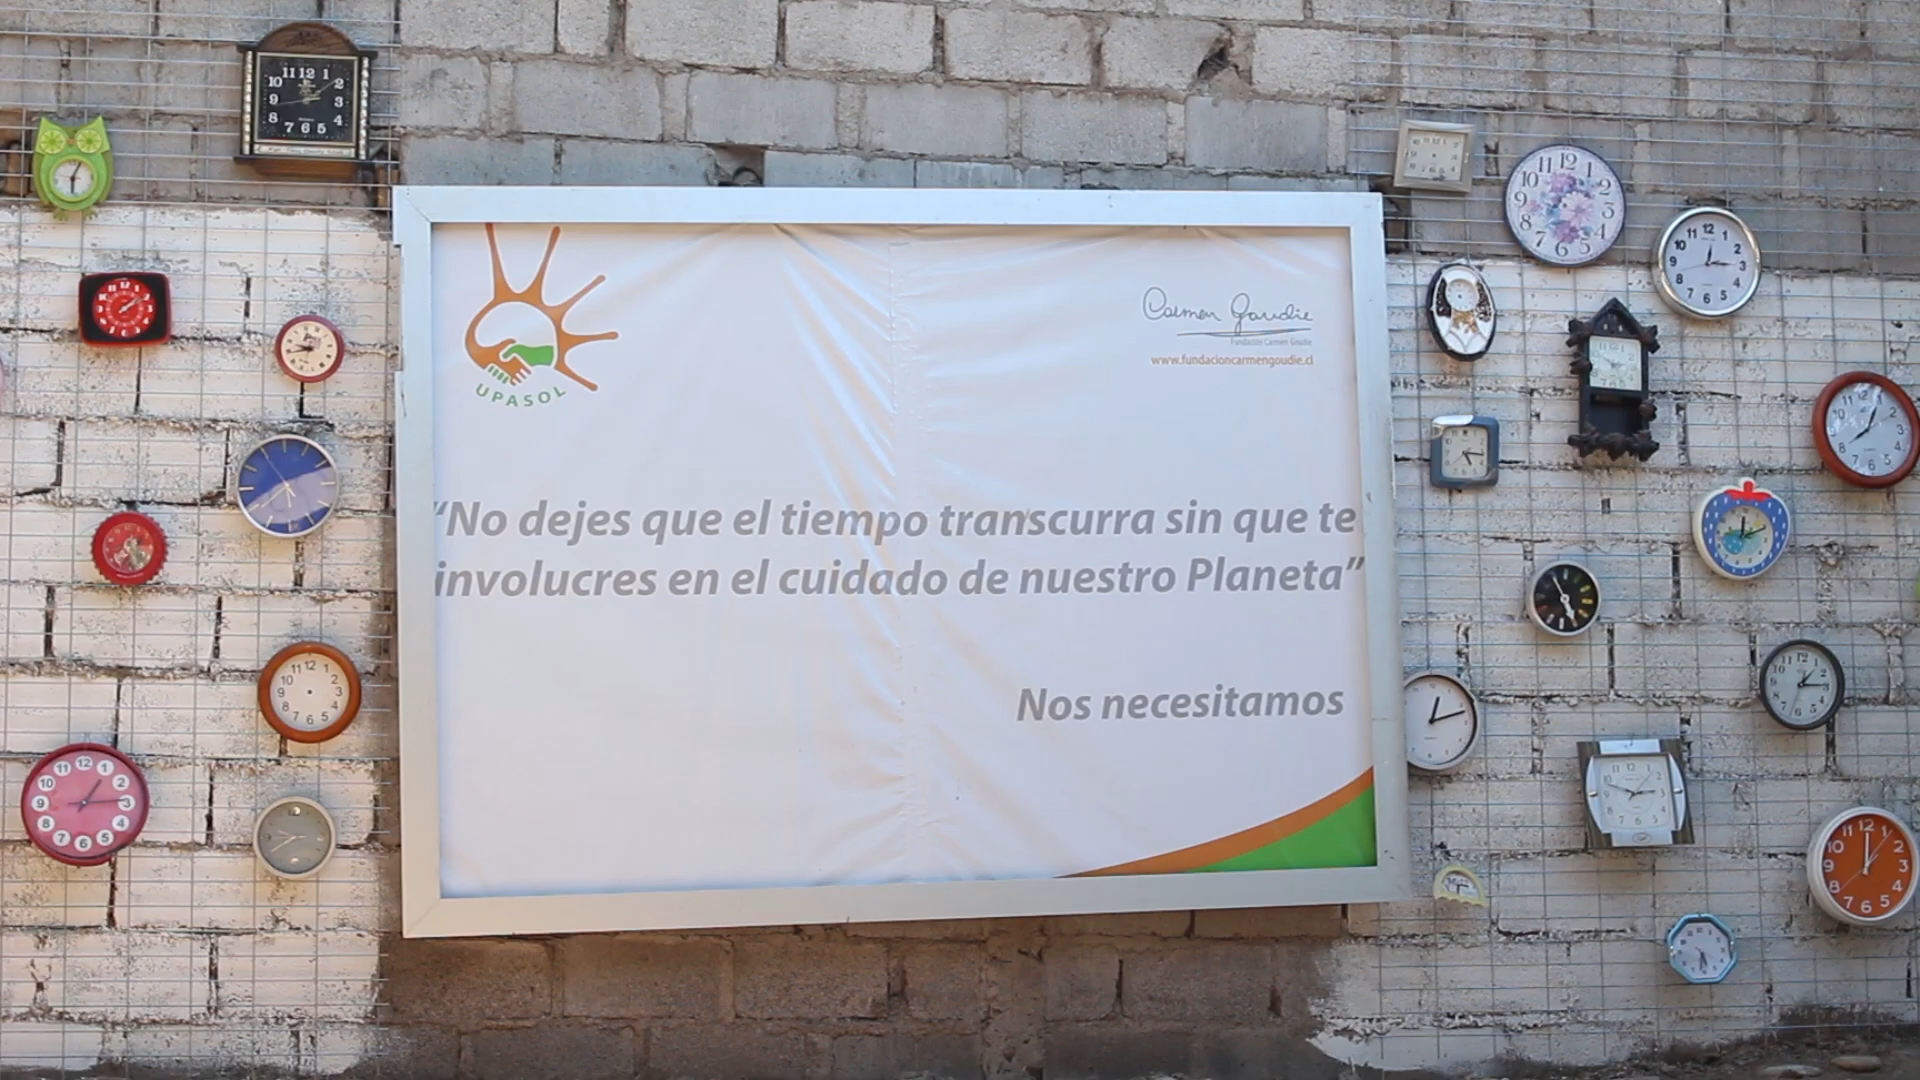 UPASOL
Carmen Goudie
Fundación Carmen Goudie
www.fundacioncarmengoudie.cl
“No dejes que el tiempo transcurra sin que te
involucres en el cuidado de nuestro Planeta”
Nos necesitamos